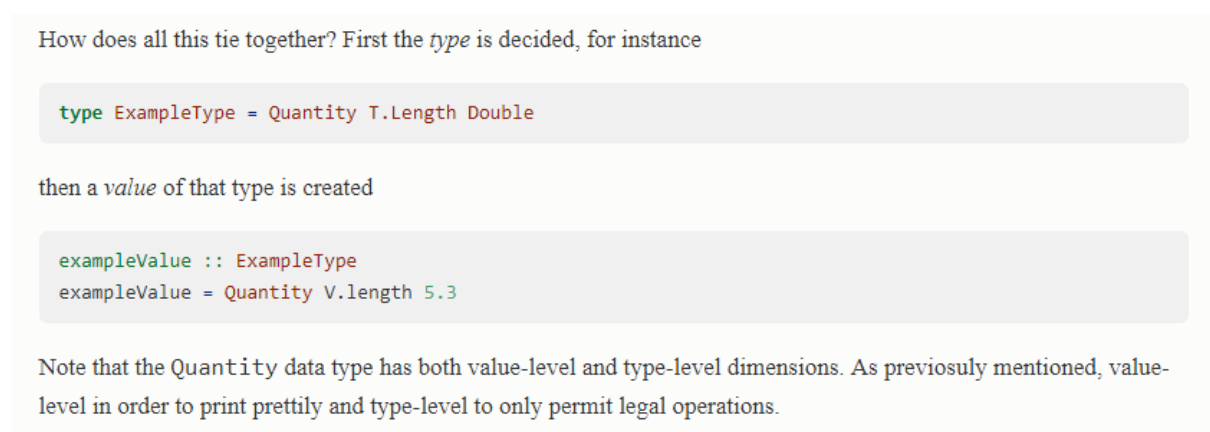 How does all this tie together? First the type is decided, for instance
type ExampleType = Quantity T.Length Double
then a value of that type is created
exampleValue :: ExampleType
exampleValue = Quantity V.length 5.3
Note that the Quantity data type has both value-level and type-level dimensions. As previosuly mentioned, value-
level in order to print prettily and type-level to only permit legal operations.